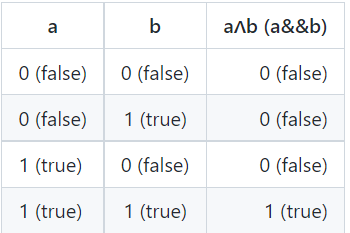 a b aΛb (a&&b)
0 (false) 0 (false) 0 (false)
0 (false) 1 (true) 0 (false)
1 (true) 0 (false) 0 (false)
1 (true) 1 (true) 1 (true)